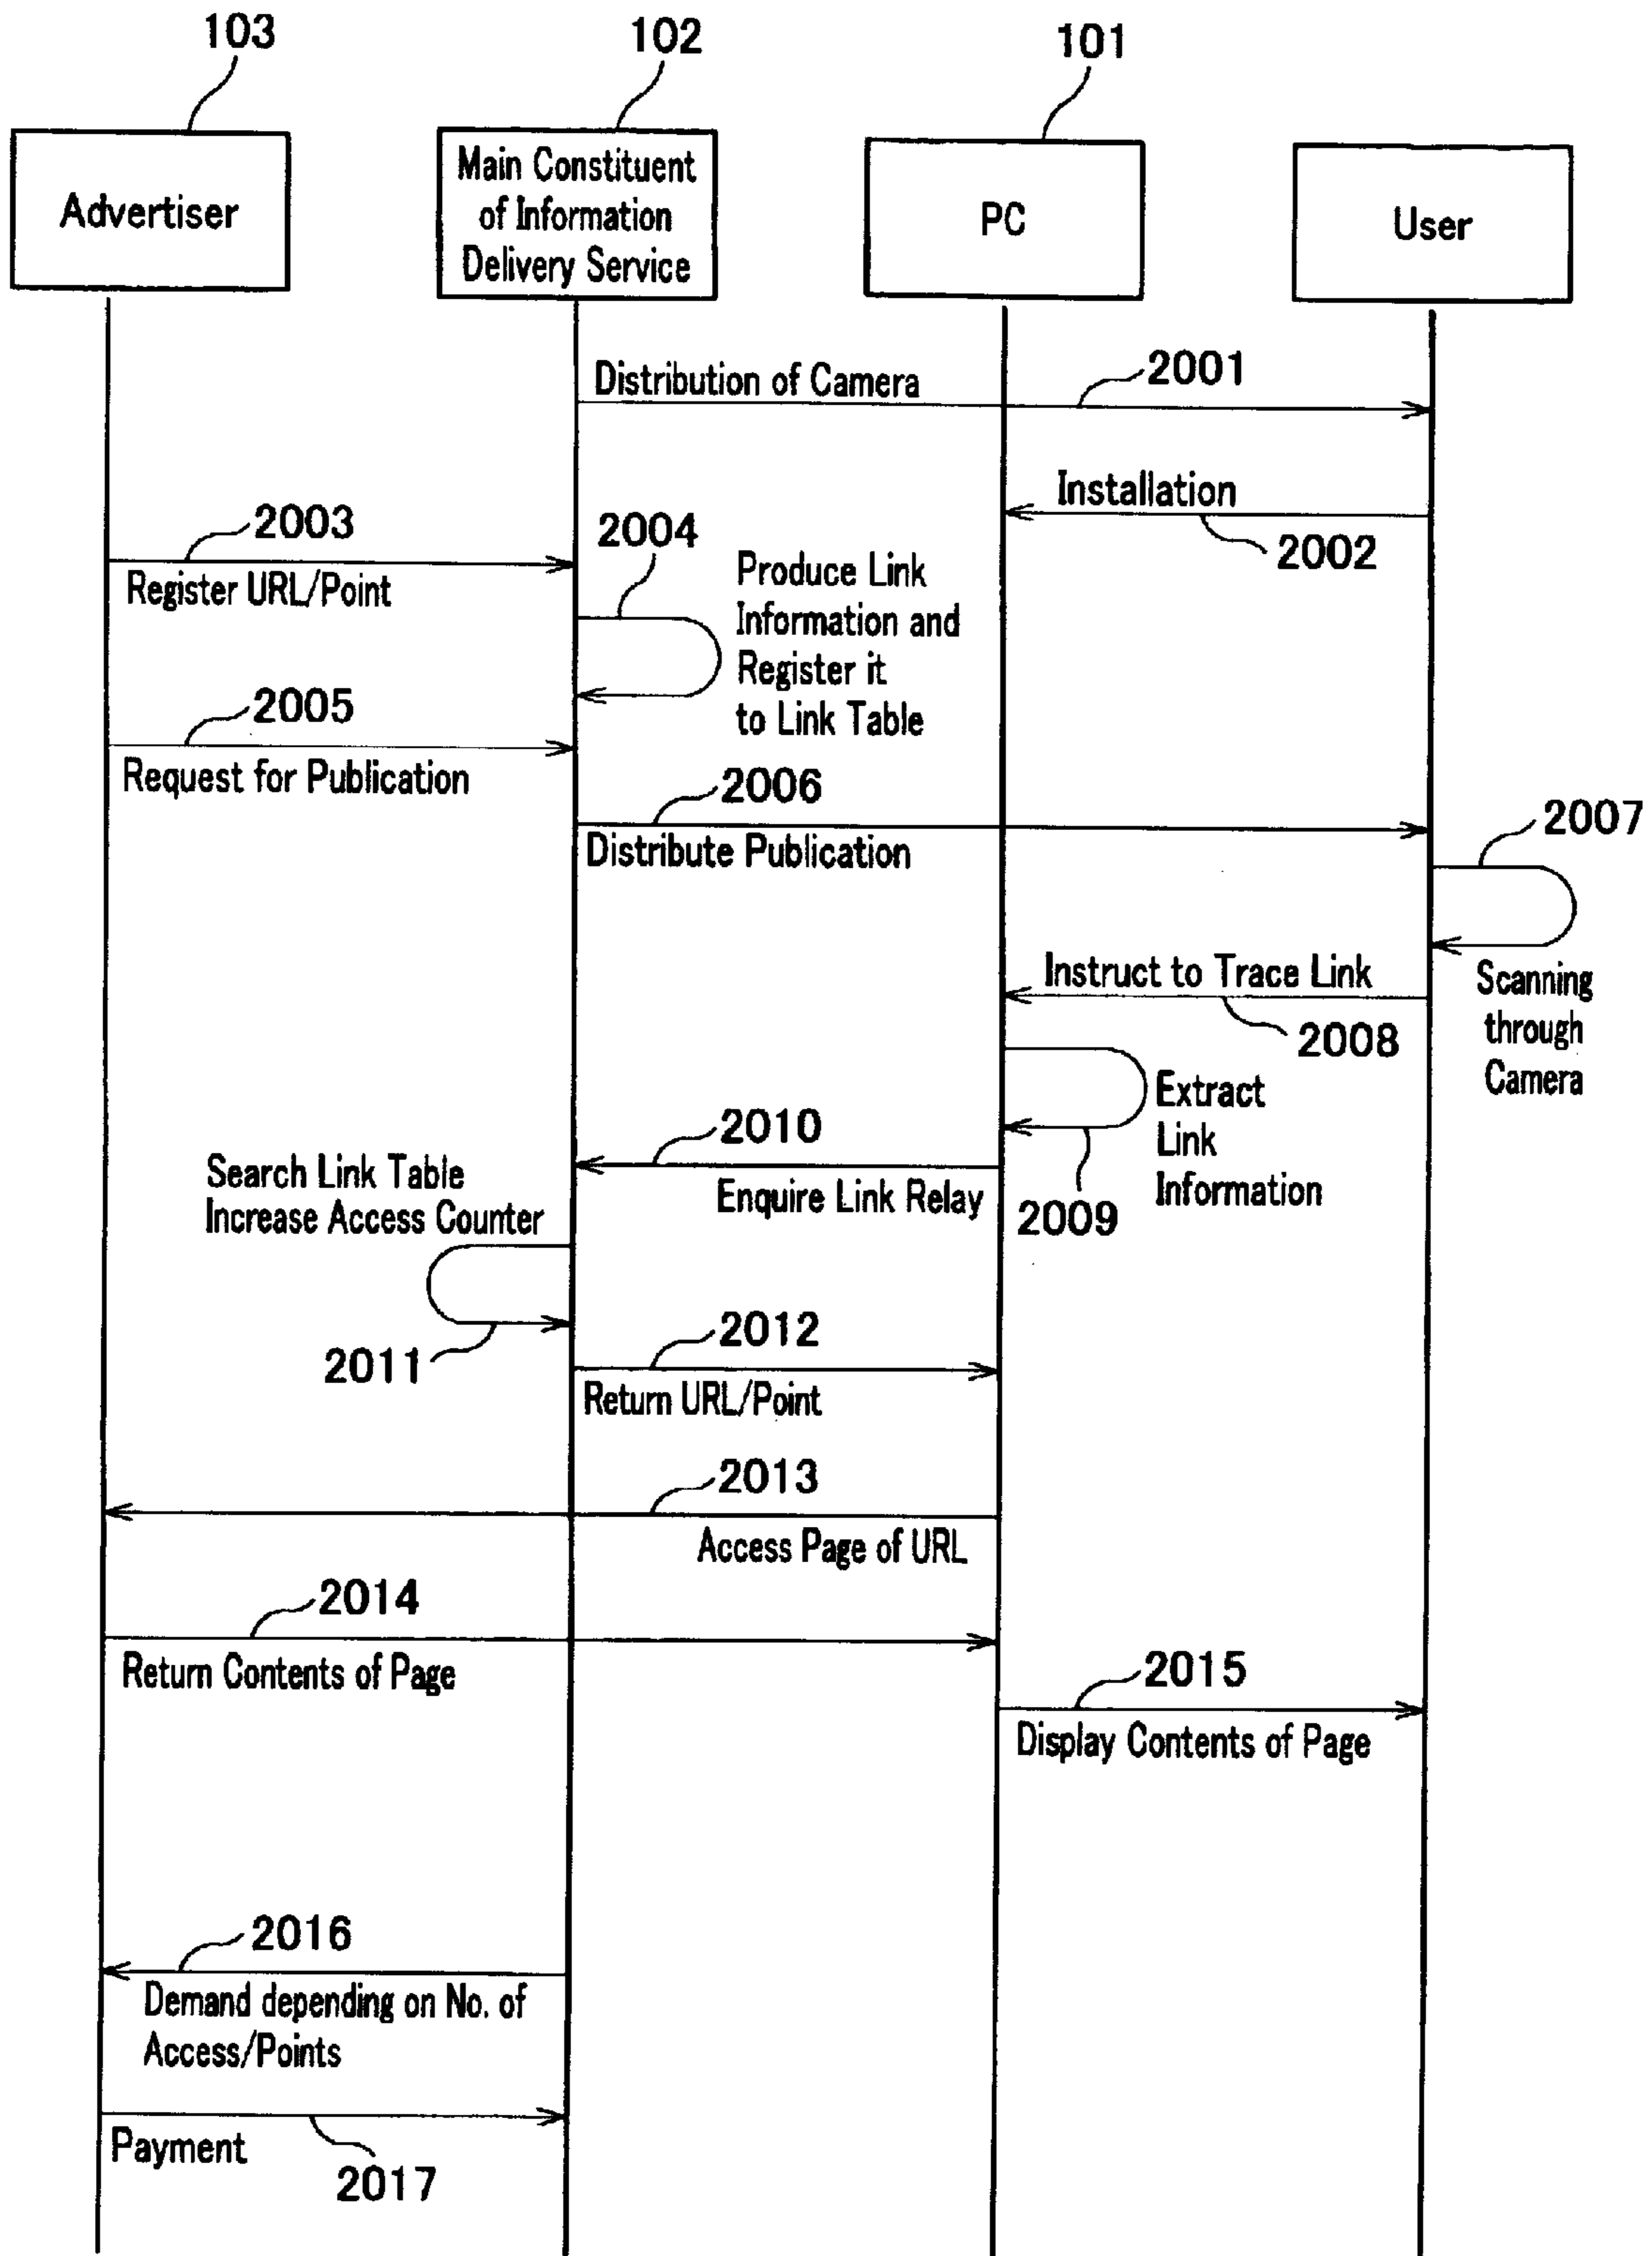 103
102
101
Advertiser
Main Constituent
of Information
Delivery Service
PC
User
Distribution of Camera
2001
Installation
2002
2003
Register URL/Point
2004
Produce Link
Information and
Register it
to Link Table
2005
Request for Publication
2006
Distribute Publication
2007
Scanning
through
Camera
Instruct to Trace Link
2008
Extract
Link
Information
2009
2010
Enquire Link Relay
Search Link Table
Increase Access Counter
2011
2012
Return URL/Point
2013
Access Page of URL
2014
Return Contents of Page
2015
Display Contents of Page
2016
Demand depending on No. of
Access/Points
Payment
2017